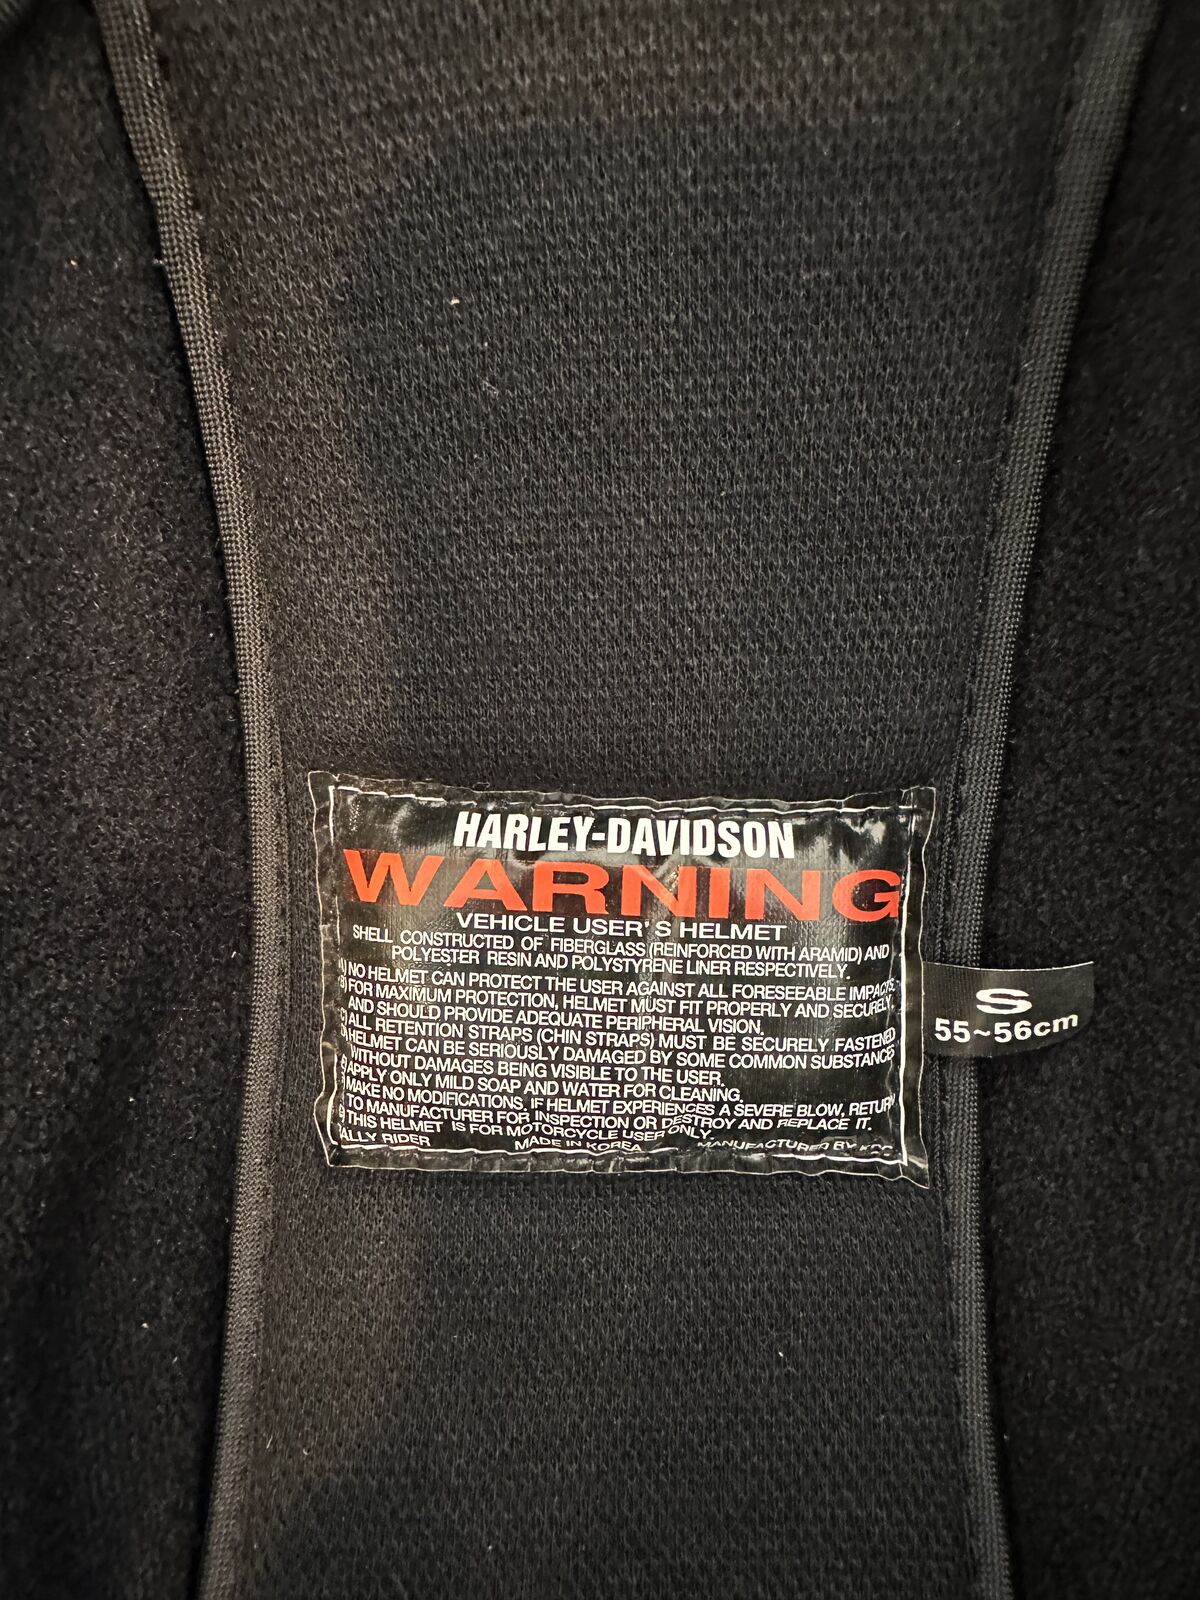 HARLEY-DAVIDSON
WARNING
VEHICLE USER'S HELMET
SHELL CONSTRUCTED OF FIBERGLASS (REINFORCED WITH ARAMID) AND
POLYESTER RESIN AND POLYSTYRENE LINER RESPECTIVELY.
A) NO HELMET CAN PROTECT THE USER AGAINST ALL FORESEEABLE IMPACTS.
B) FOR MAXIMUM PROTECTION, HELMET MUST FIT PROPERLY AND SECURELY,
AND SHOULD PROVIDE ADEQUATE PERIPHERAL VISION.
C) ALL RETENTION STRAPS (CHIN STRAPS) MUST BE SECURELY FASTENED
HELMET CAN BE SERIOUSLY DAMAGED BY SOME COMMON SUBSTANCES
WITHOUT DAMAGES BEING VISIBLE TO THE USER.
APPLY ONLY MILD SOAP AND WATER FOR CLEANING.
MAKE NO MODIFICATIONS. IF HELMET EXPERIENCES A SEVERE BLOW, RETURN
TO MANUFACTURER FOR INSPECTION OR DESTROY AND REPLACE IT.
THIS HELMET IS FOR MOTORCYCLE USER ONLY.
ALLY RIDER MADE IN KOREA MANUFACTURED BY
S
55~56cm